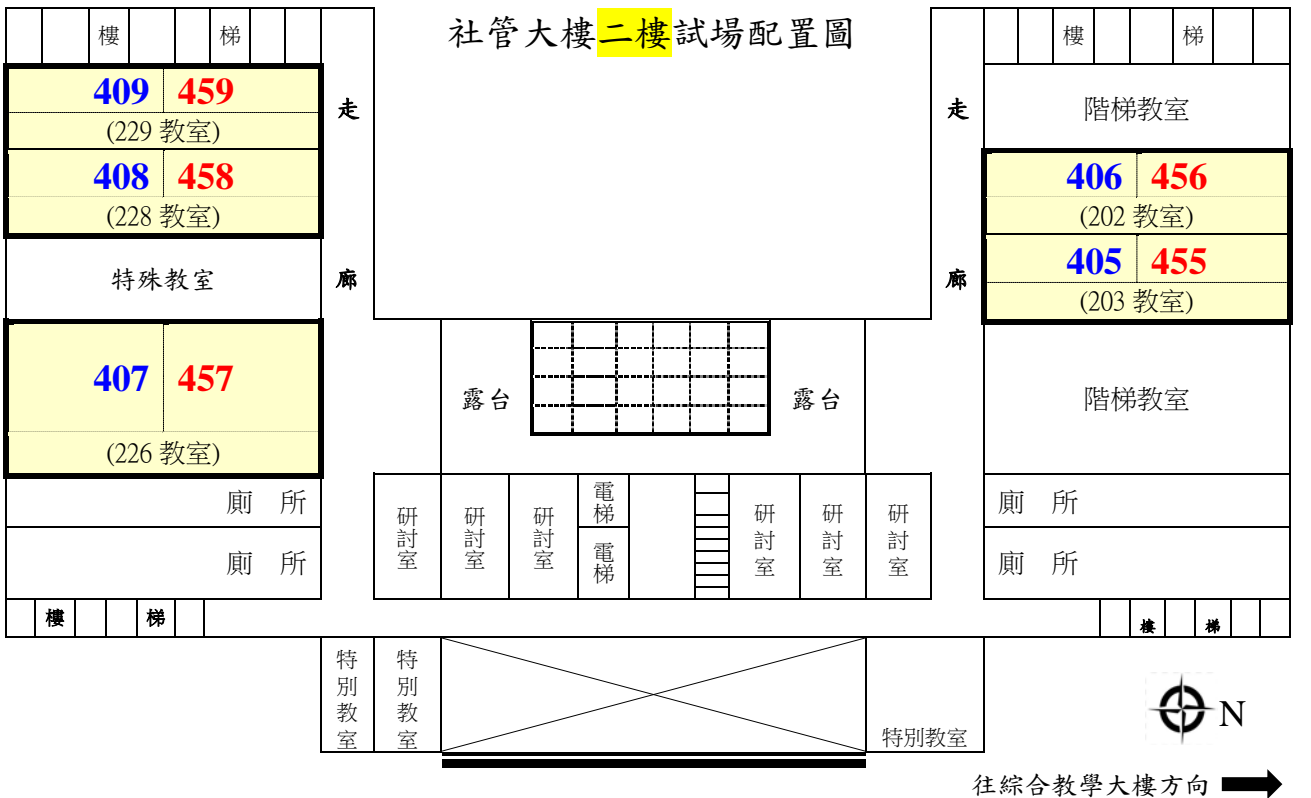 社管大樓二樓試場配置圖
樓 梯
樓 梯
409 459
(229 教室)
408 458
(228 教室)
特殊教室
407 457
(226 教室)
廁 所
廁 所
樓 梯
走
廊
走
廊
階梯教室
406 456
(202 教室)
405 455
(203 教室)
階梯教室
廁 所
廁 所
樓 梯
露台
露台
研討室
研討室
研討室
電梯
電梯
研討室
研討室
研討室
特別教室
特別教室
特別教室
N
往綜合教學大樓方向